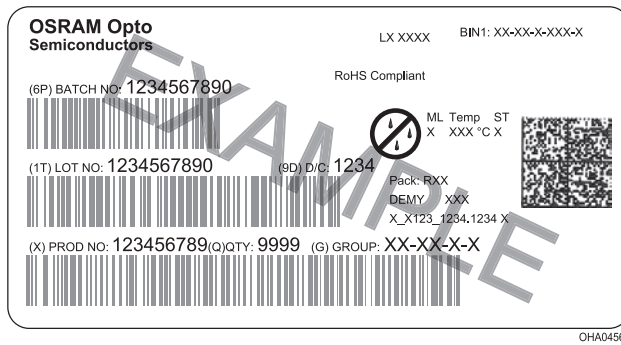 OSRAM Opto
Semiconductors
LX XXXX
BIN1: XX-XX-X-XXX-X
RoHS Compliant
(6P) BATCH NO: 1234567890
ML Temp ST
X XXX °C X
(1T) LOT NO: 1234567890 (9D) D/C: 1234
Pack: RXX
DEMY XXX
X_X123_1234.1234 X
(X) PROD NO: 123456789(Q)QTY: 9999 (G) GROUP: XX-XX-X-X
EXAMPLE
OHA0456